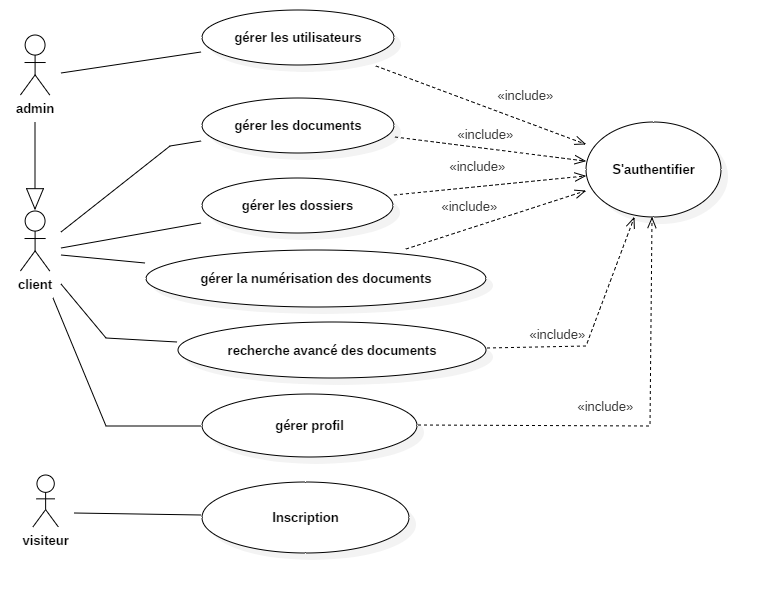 gérer les utilisateurs
«include»
admin
gérer les documents
«include»
«include»
S'authentifier
gérer les dossiers
«include»
client
gérer la numérisation des documents
«include»
recherche avancé des documents
«include»
gérer profil
Inscription
visiteur